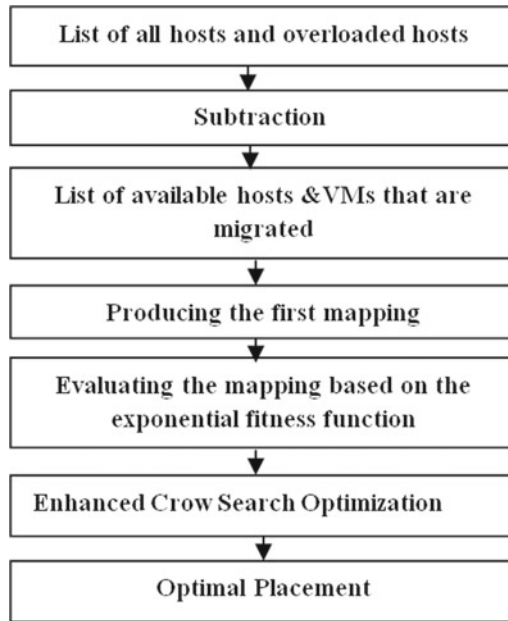 List of all hosts and overloaded hosts
Subtraction
List of available hosts &VMs that are
migrated
Producing the first mapping
Evaluating the mapping based on the
exponential fitness function
Enhanced Crow Search Optimization
Optimal Placement